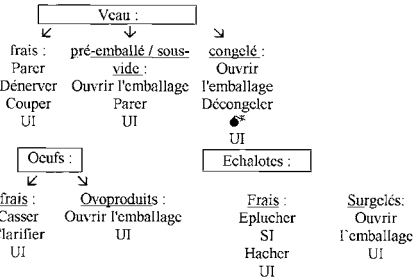 Veau :
frais : pré-emballé / sous- congelé :
Parer vide : Ouvrir
Dénerver Ouvrir l'emballage l'emballage
Couper Parer Décongeler
UI UI
UI
Oeufs : Echalotes :
frais : Ovoproduits : Frais : Surgelés:
Casser Ouvrir l'emballage Eplucher Ouvrir
larifier UI SI l'emballage
UI Hacher UI
UI